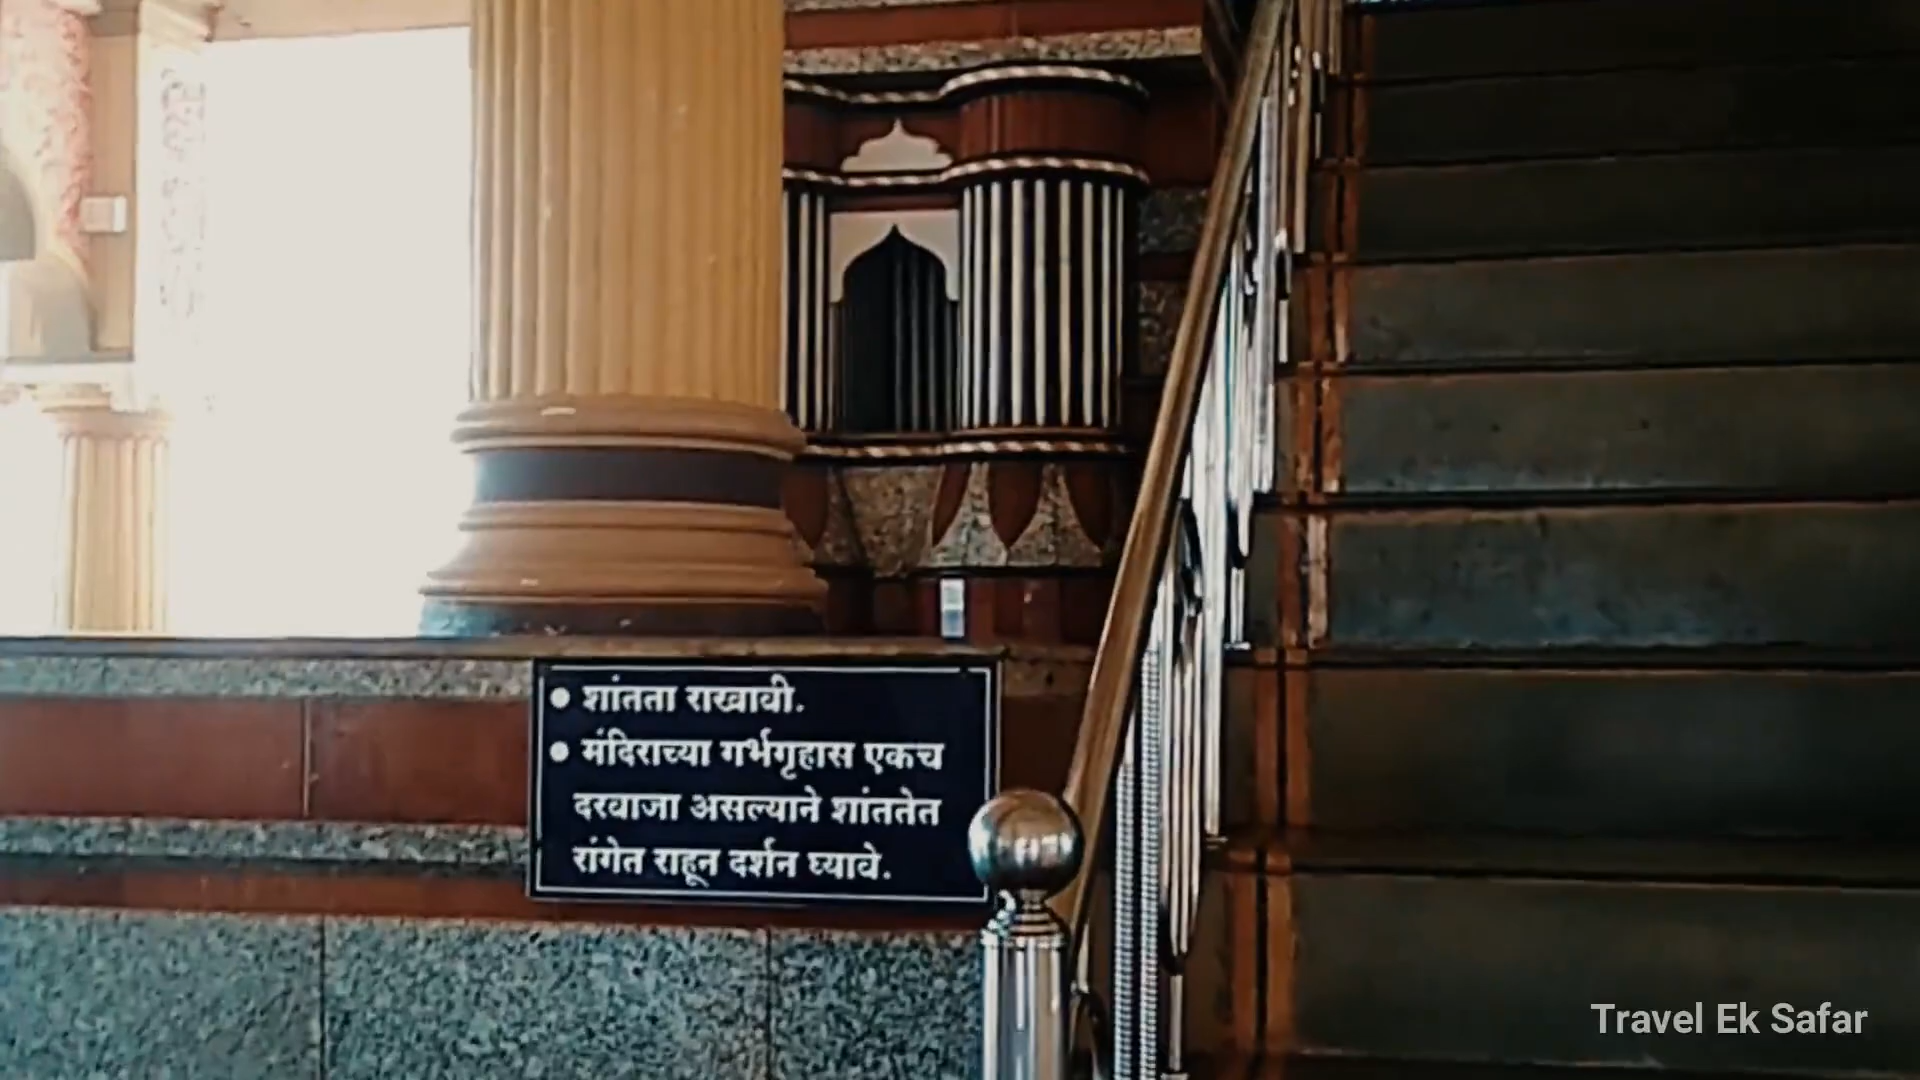 ● शांतता राखावी.
● मंदिराच्या गर्भगृहास एकच
दरवाजा असल्याने शांततेत
रांगेत राहून दर्शन घ्यावे.
Travel Ek Safar